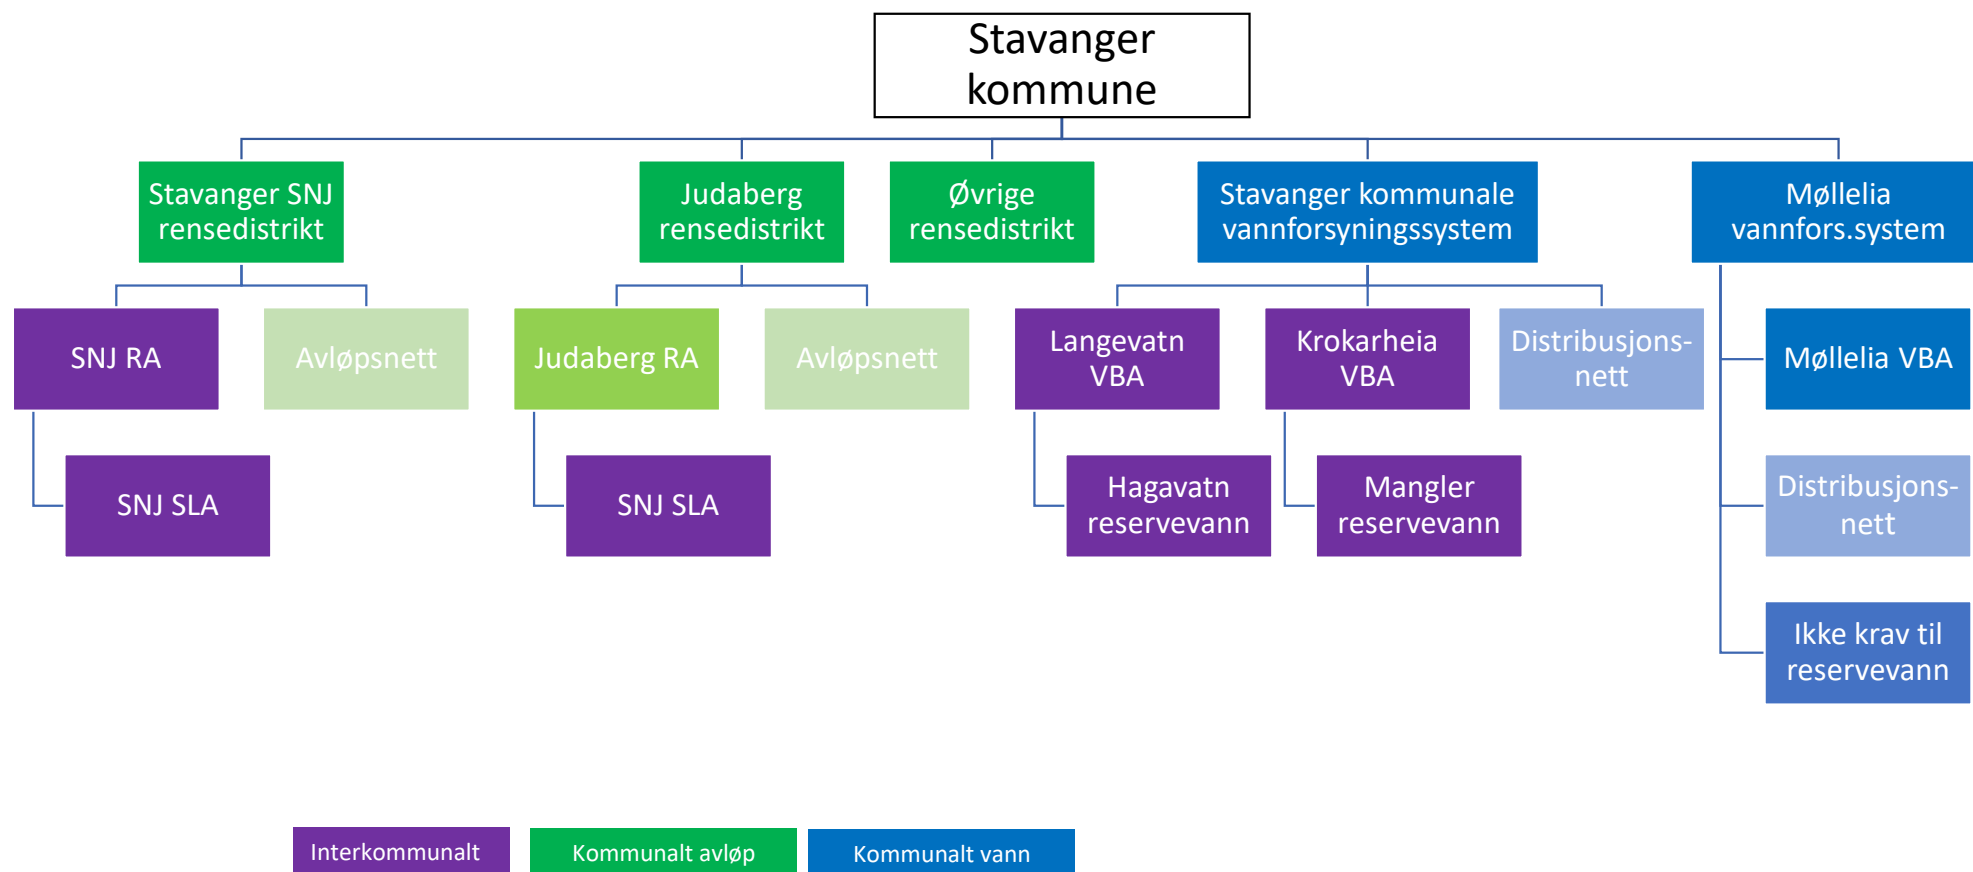 Stavanger
kommune
Stavanger SNJ
rensedistrikt
Judaberg
rensedistrikt
Øvrige
rensedistrikt
Stavanger kommunale
vannforsyningssystem
Møllelia
vannfors.system
SNJ RA
Avløpsnett
Judaberg RA
Avløpsnett
Langevatn
VBA
Krokarheia
VBA
Distribusjons-
nett
Møllelia VBA
SNJ SLA
SNJ SLA
Hagavatn
reservevann
Mangler
reservevann
Distribusjons-
nett
Ikke krav til
reservevann
Interkommunalt
Kommunalt avløp
Kommunalt vann